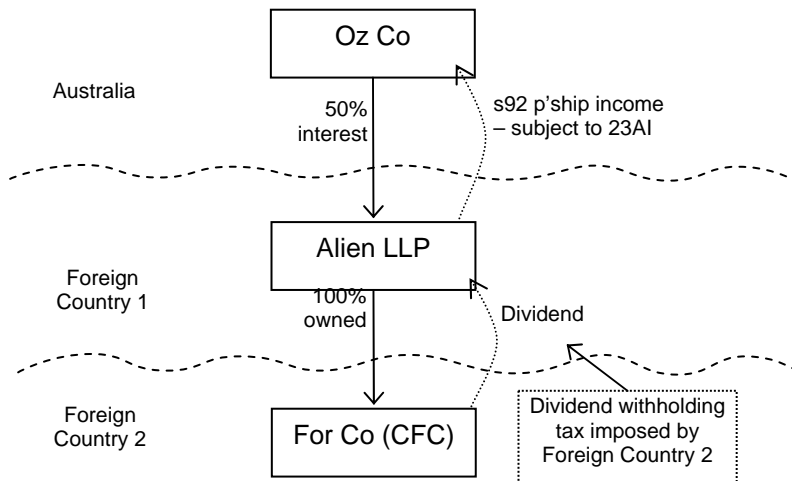 Oz Co
Australia
50%
interest
s92 p'ship income
– subject to 23AI
Alien LLP
Foreign
Country 1
100%
owned
Dividend
Foreign
Country 2
For Co (CFC)
Dividend withholding
tax imposed by
Foreign Country 2